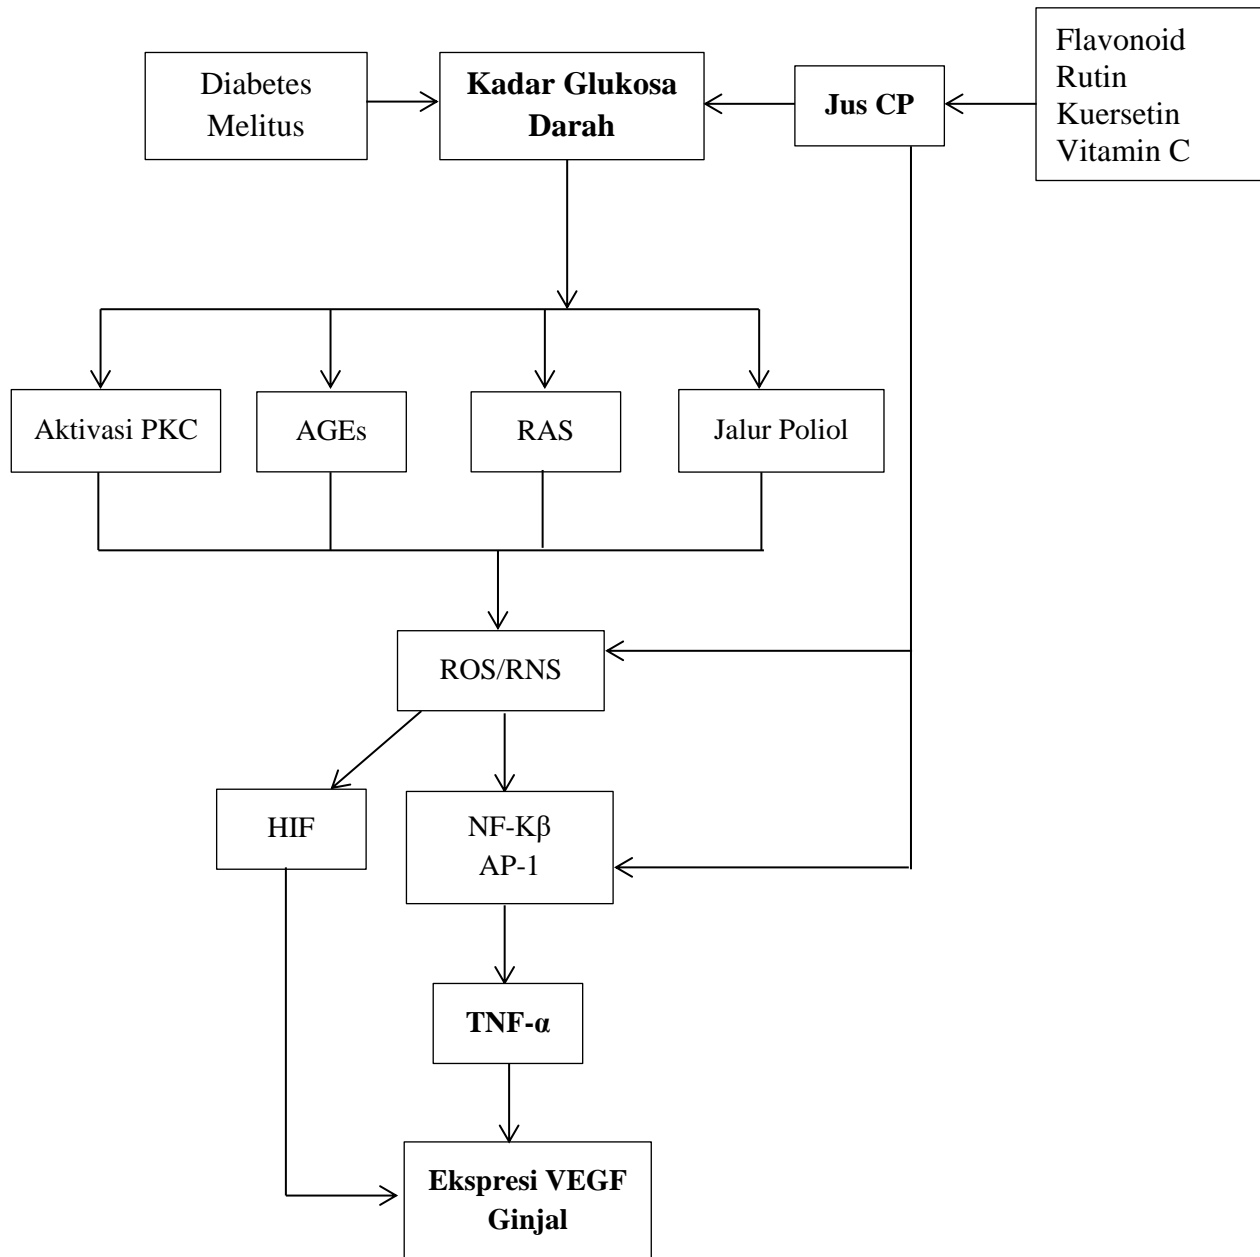 Diabetes
Melitus
Kadar Glukosa
Darah
Jus CP
Flavonoid
Rutin
Kuersetin
Vitamin C
Aktivasi PKC
AGEs
RAS
Jalur Poliol
ROS/RNS
HIF
NF-Kβ
AP-1
TNF-α
Ekspresi VEGF
Ginjal